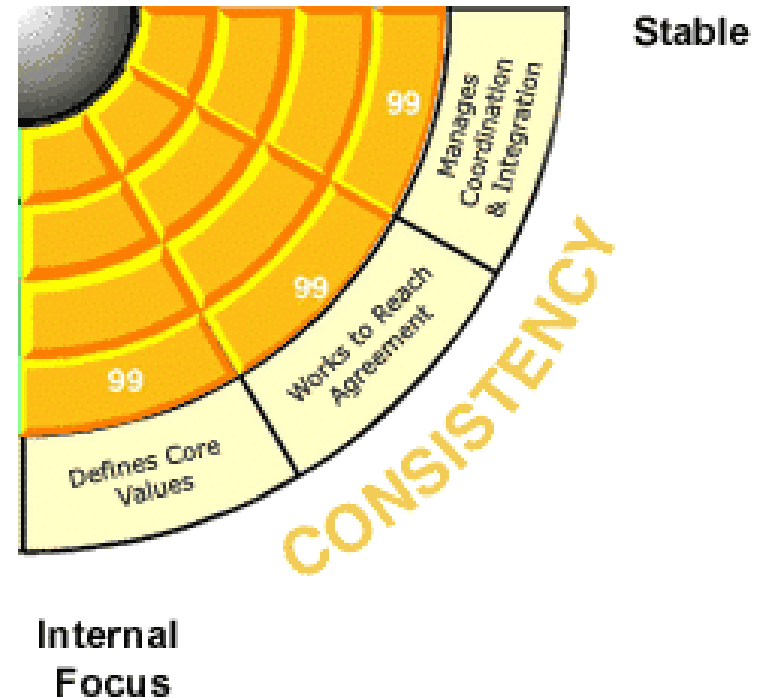 Stable
99
Manages
Coordination
& Integration
99
Works to Reach
Agreement
99
Defines Core
Values
CONSISTENCY
Internal
Focus